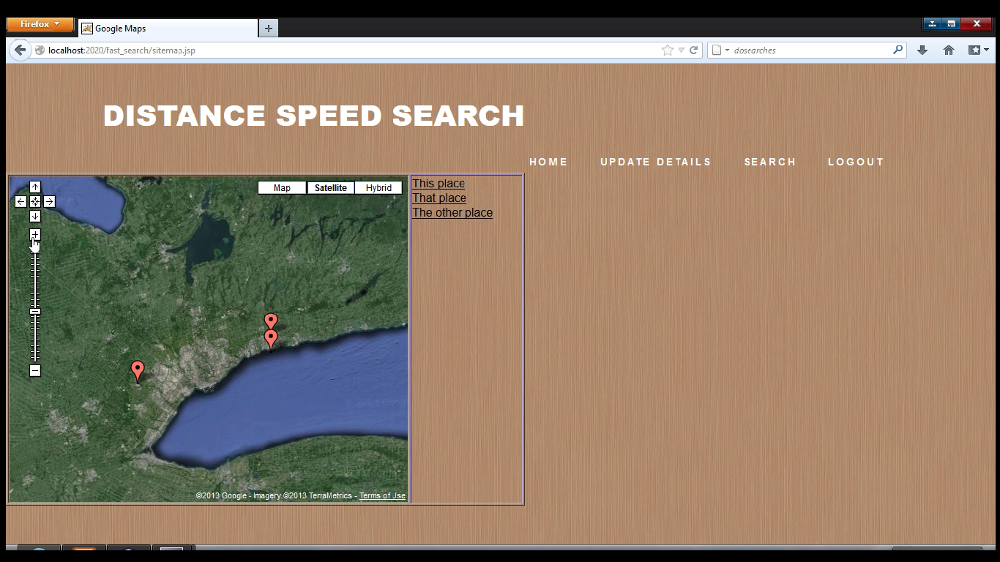 Firefox
Google Maps
localhost:2020/fast_search/sitemap.jsp
dosearches
DISTANCE SPEED SEARCH
HOME UPDATE DETAILS SEARCH LOGOUT
Map Satellite Hybrid
This place
That place
The other place
©2013 Google - Imagery ©2013 TerraMetrics - Terms of Use